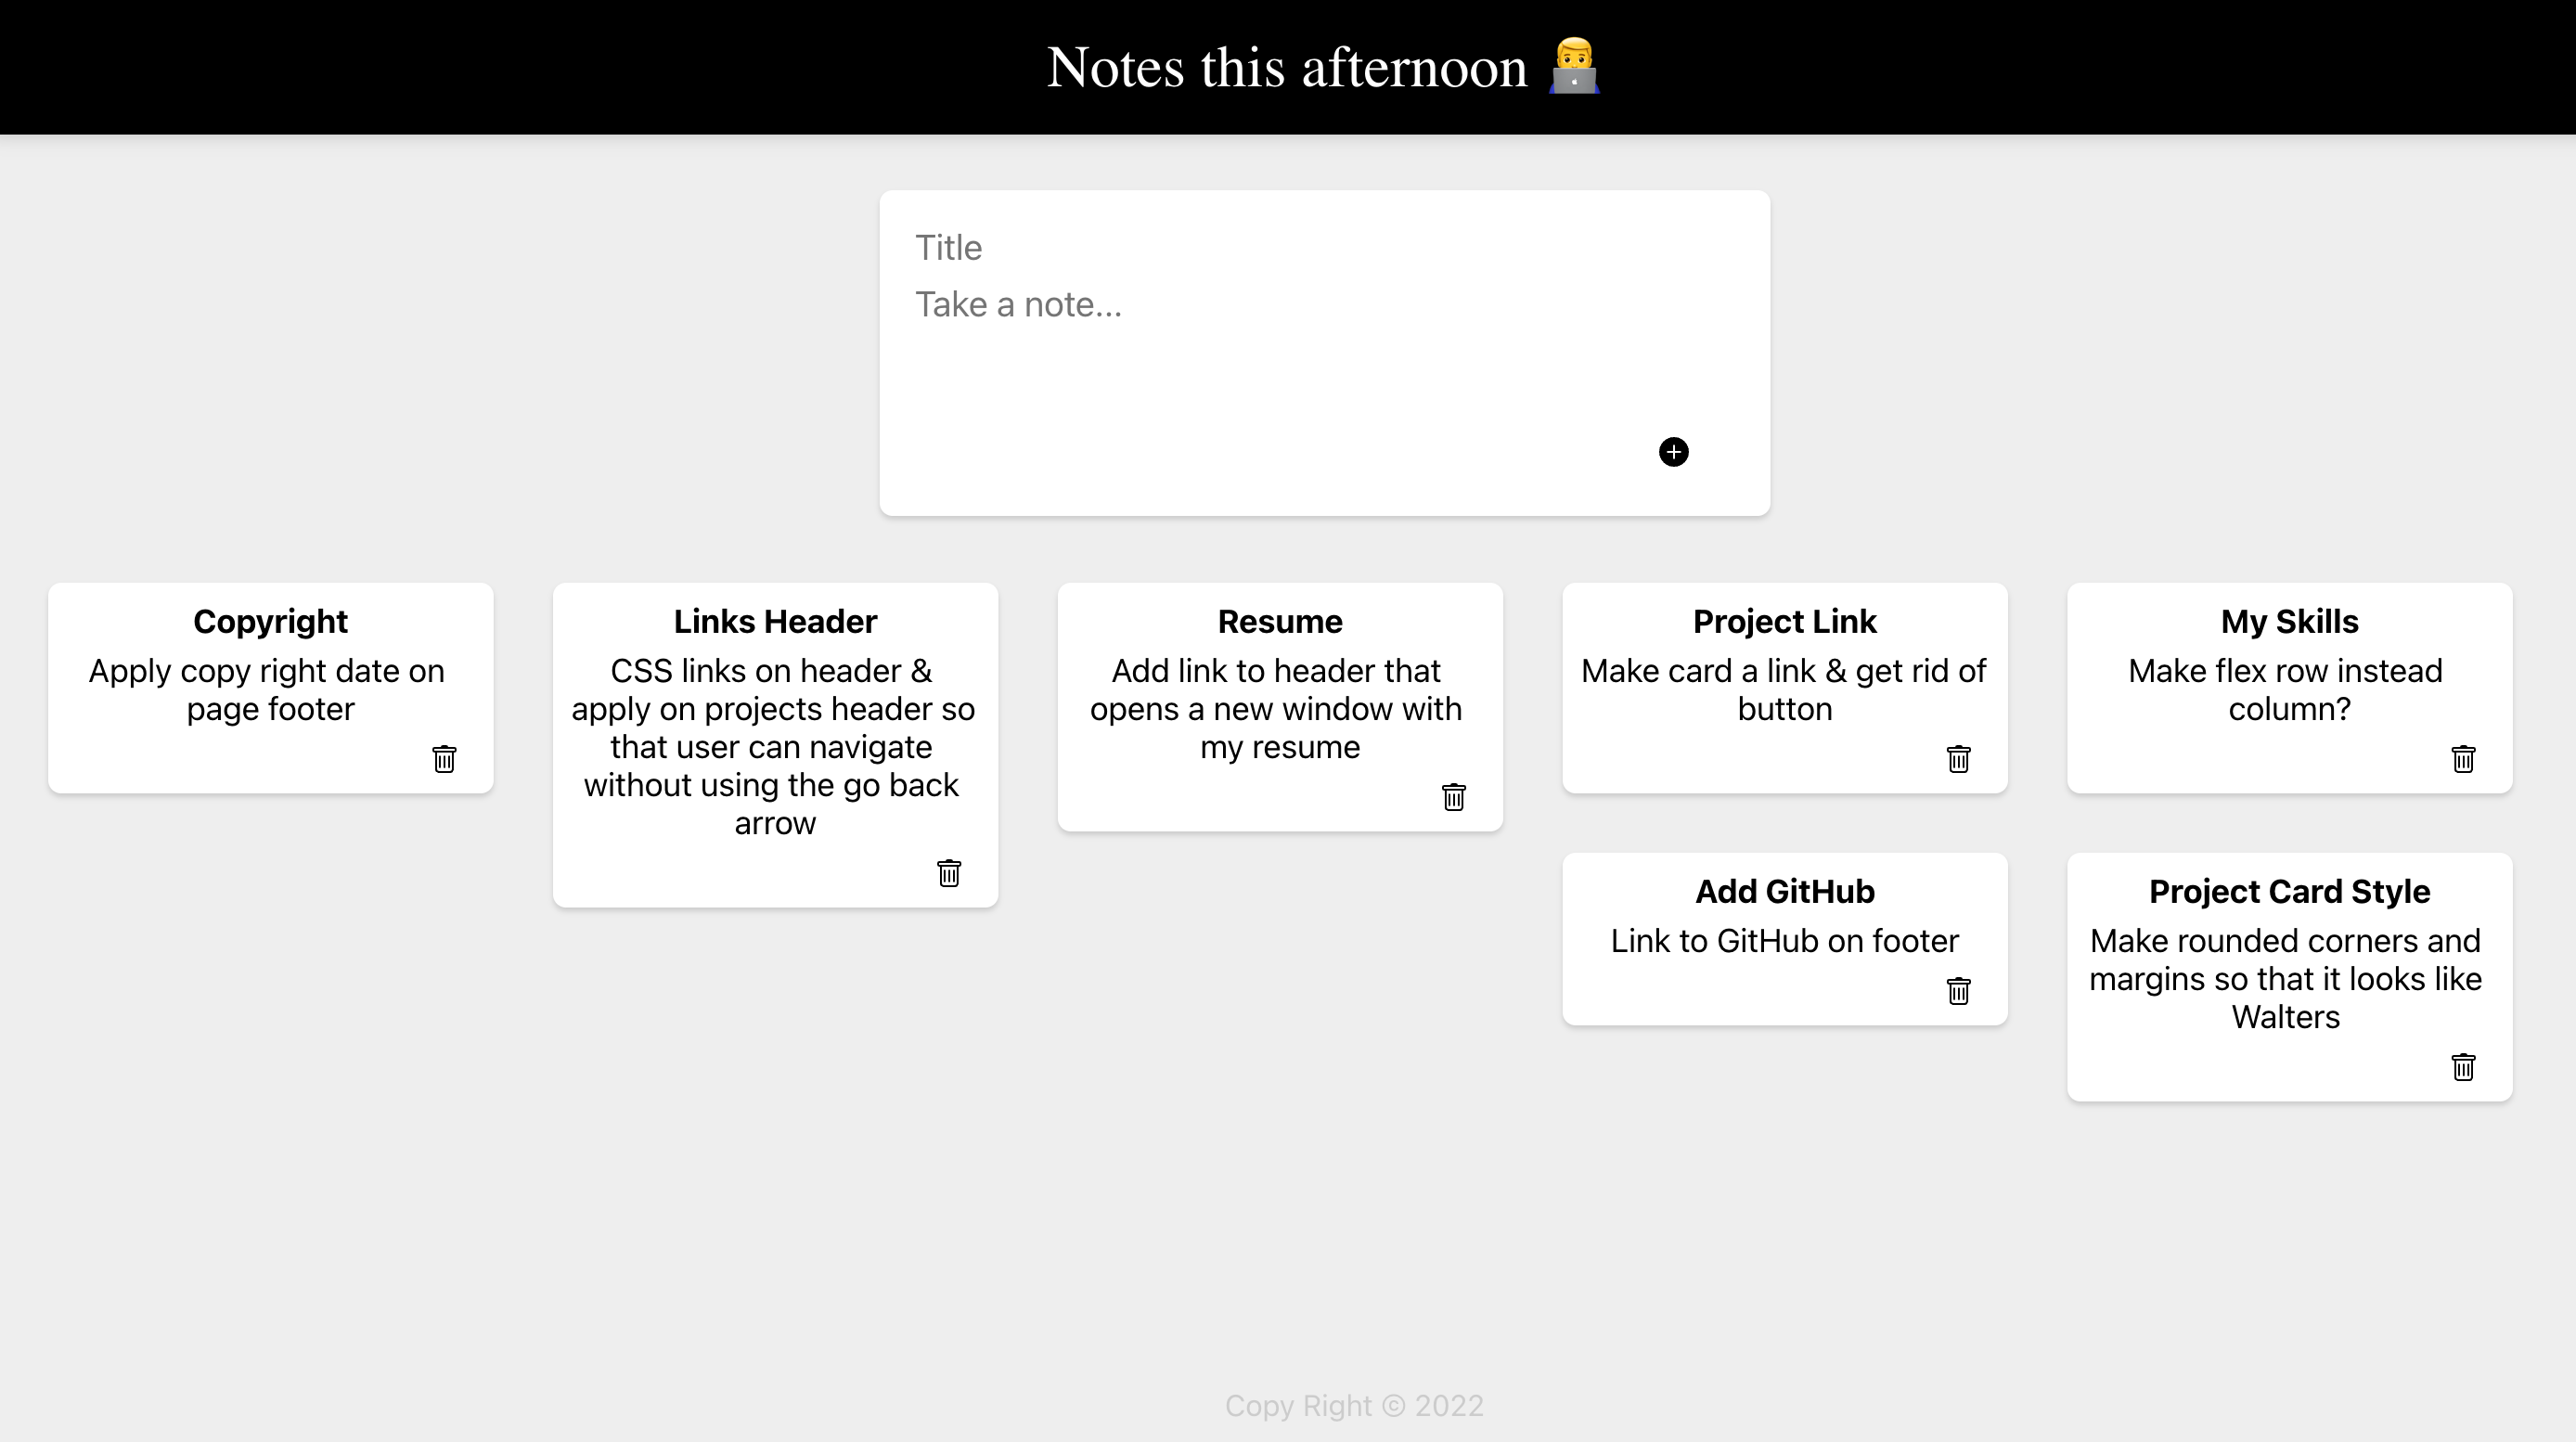 Notes this afternoon 👨‍💻
Title
Take a note...
Copyright
Apply copy right date on
page footer
Links Header
CSS links on header &
apply on projects header so
that user can navigate
without using the go back
arrow
Resume
Add link to header that
opens a new window with
my resume
Project Link
Make card a link & get rid of
button
My Skills
Make flex row instead
column?
Add GitHub
Link to GitHub on footer
Project Card Style
Make rounded corners and
margins so that it looks like
Walters
Copy Right © 2022